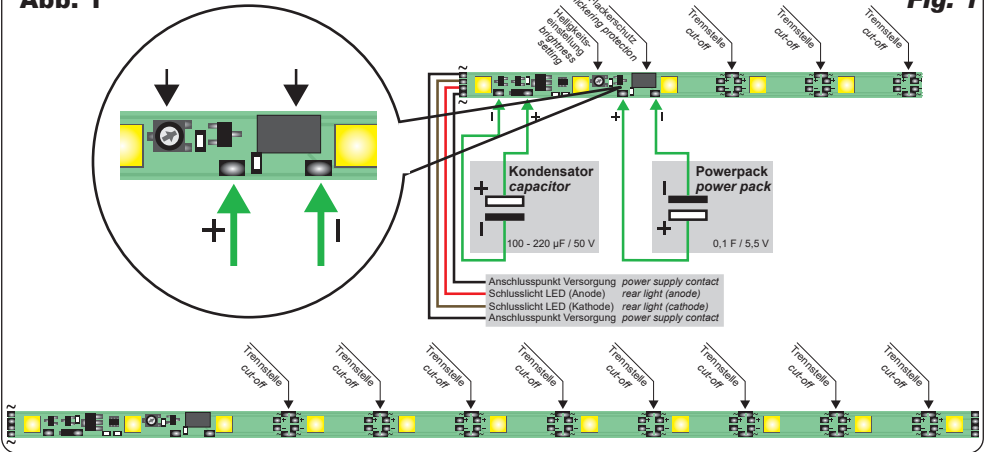 Abb. 1
Fig. 1
Helligkeits-
einstellung
brightness
setting
Flackerschutz
flickering protection
Trennstelle
cut-off
Trennstelle
cut-off
Trennstelle
cut-off
~
~
– + + –
+ –
Kondensator
capacitor
+
–
100 - 220 µF / 50 V
Powerpack
power pack
–
+
0,1 F / 5,5 V
Anschlusspunkt Versorgung power supply contact
Schlusslicht LED (Anode) rear light (anode)
Schlusslicht LED (Kathode) rear light (cathode)
Anschlusspunkt Versorgung power supply contact
Trennstelle
cut-off
Trennstelle
cut-off
Trennstelle
cut-off
Trennstelle
cut-off
Trennstelle
cut-off
Trennstelle
cut-off
Trennstelle
cut-off
Trennstelle
cut-off
~
~
~
~